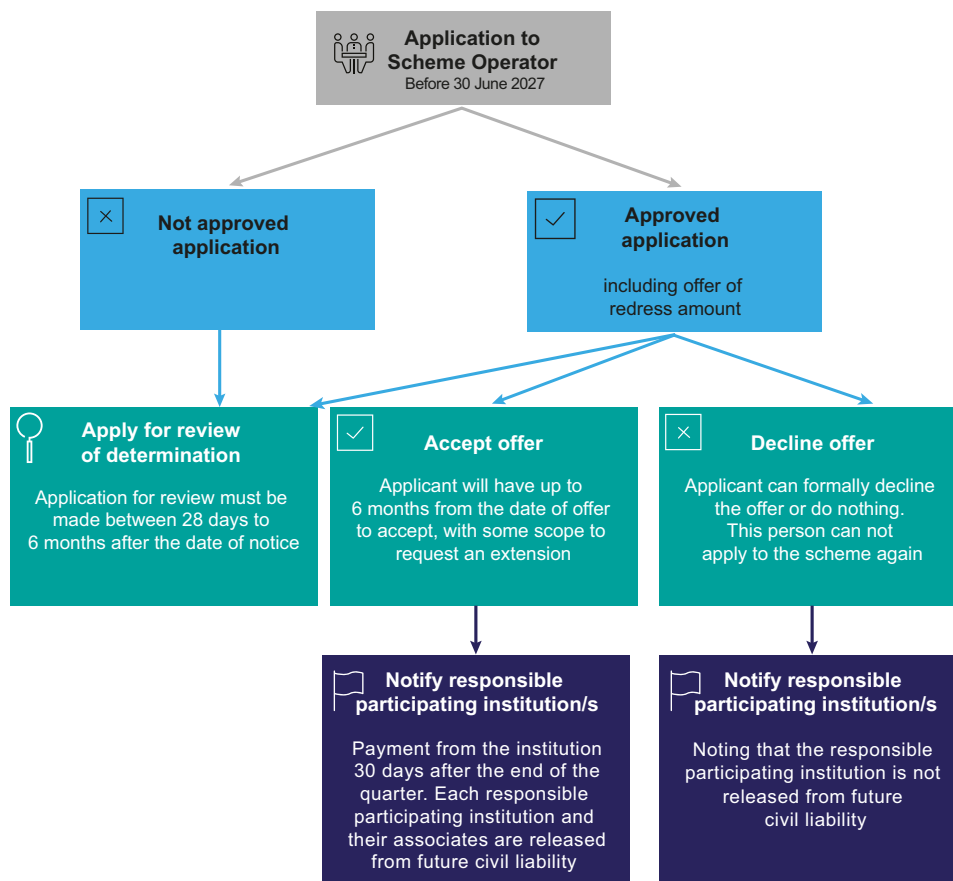 Application to
Scheme Operator
Before 30 June 2027
Not approved
application
Approved
application
including offer of
redress amount
Apply for review
of determination
Application for review must be
made between 28 days to
6 months after the date of notice
Accept offer
Applicant will have up to
6 months from the date of offer
to accept, with some scope to
request an extension
Decline offer
Applicant can formally decline
the offer or do nothing.
This person can not
apply to the scheme again
Notify responsible
participating institution/s
Payment from the institution
30 days after the end of the
quarter. Each responsible
participating institution and
their associates are released
from future civil liability
Notify responsible
participating institution/s
Noting that the responsible
participating institution is not
released from future
civil liability